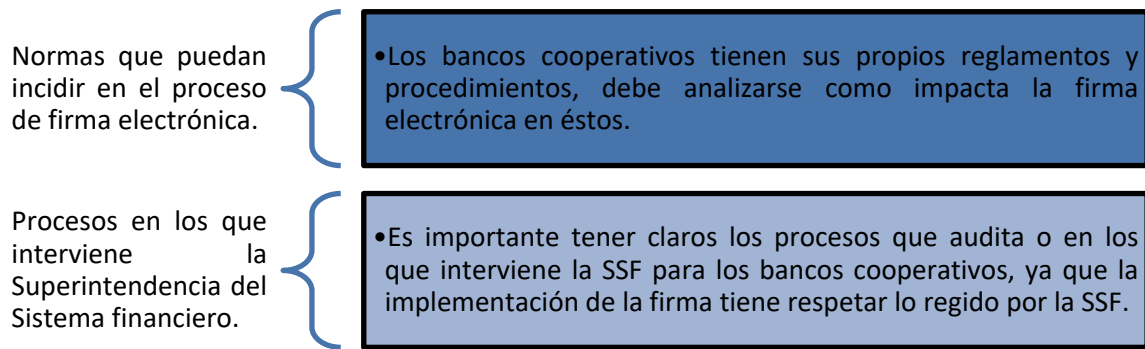 Normas que puedan
incidir en el proceso
de firma electrónica.
•Los bancos cooperativos tienen sus propios reglamentos y
procedimientos, debe analizarse como impacta la firma
electrónica en éstos.
Procesos en los que
interviene la
Superintendencia del
Sistema financiero.
•Es importante tener claros los procesos que audita o en los
que interviene la SSF para los bancos cooperativos, ya que la
implementación de la firma tiene respetar lo regido por la SSF.